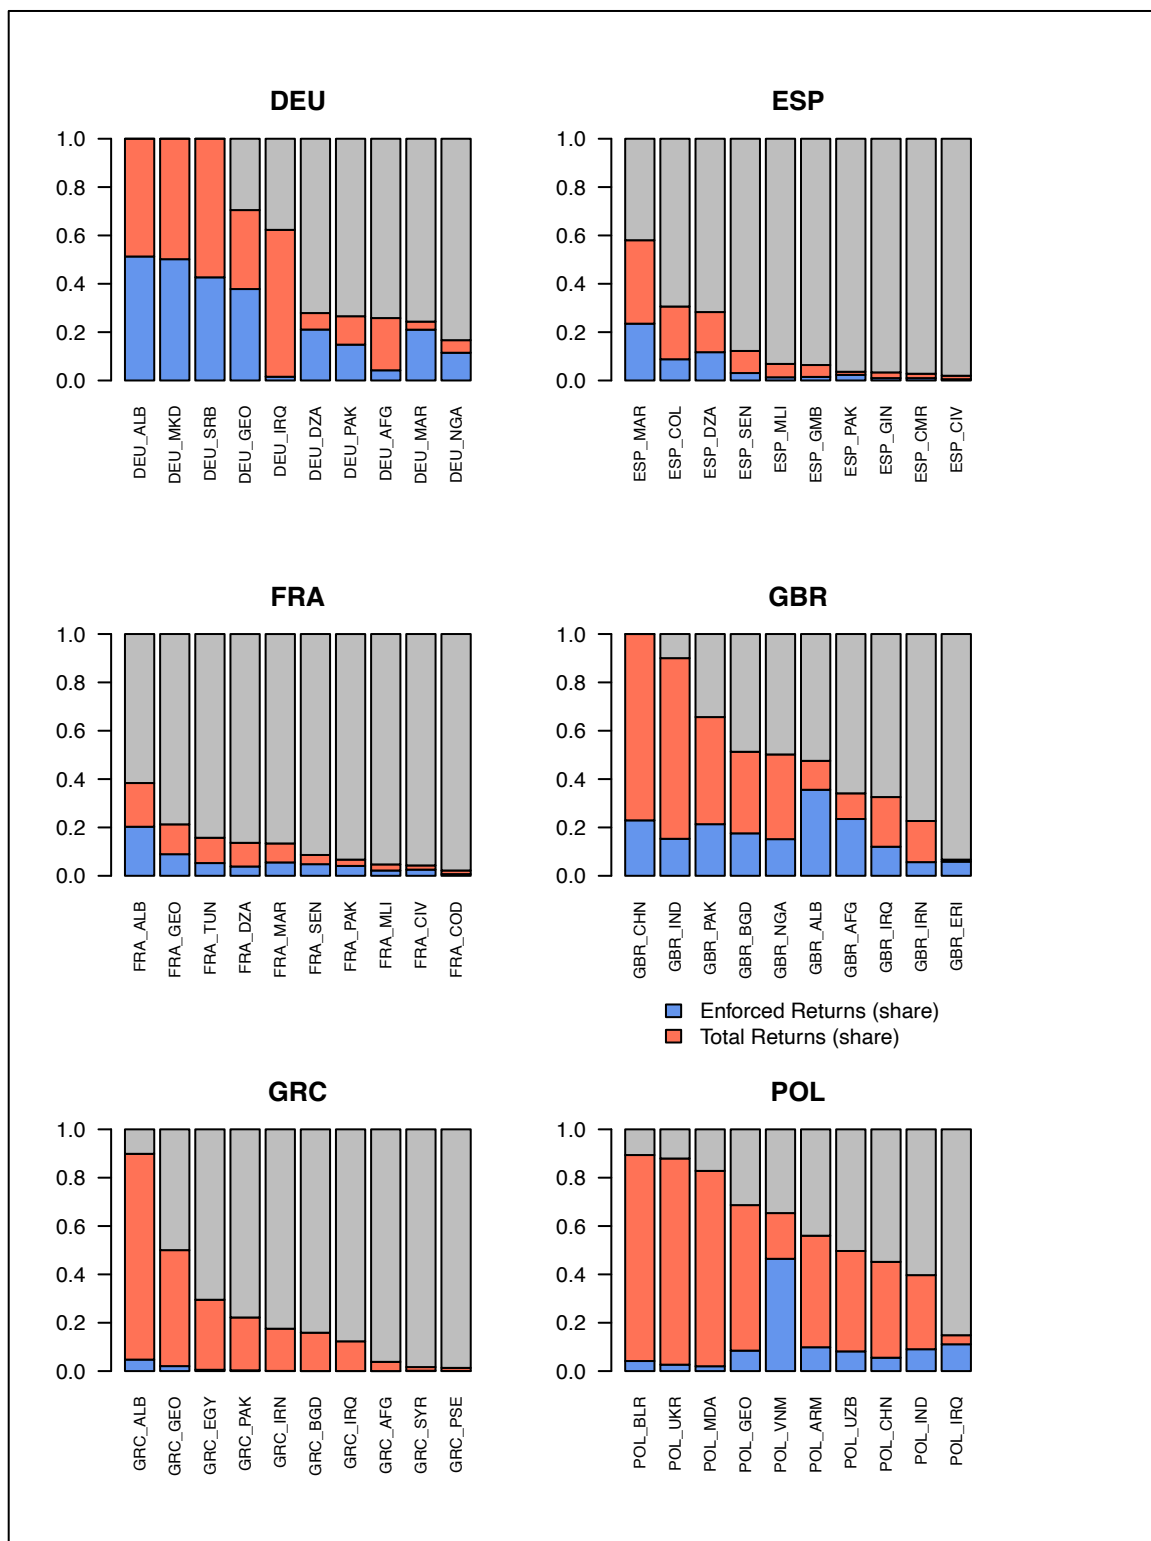 DEU
1.0
0.8
0.6
0.4
0.2
0.0
DEU_ALB
DEU_MKD
DEU_SRB
DEU_GEO
DEU_IRQ
DEU_DZA
DEU_PAK
DEU_AFG
DEU_MAR
DEU_NGA
ESP
1.0
0.8
0.6
0.4
0.2
0.0
ESP_MAR
ESP_COL
ESP_DZA
ESP_SEN
ESP_MLI
ESP_GMB
ESP_PAK
ESP_GIN
ESP_CMR
ESP_CIV
FRA
1.0
0.8
0.6
0.4
0.2
0.0
FRA_ALB
FRA_GEO
FRA_TUN
FRA_DZA
FRA_MAR
FRA_SEN
FRA_PAK
FRA_MLI
FRA_CIV
FRA_COD
GBR
1.0
0.8
0.6
0.4
0.2
0.0
GBR_CHN
GBR_IND
GBR_PAK
GBR_BGD
GBR_NGA
GBR_ALB
GBR_AFG
GBR_IRQ
GBR_IRN
GBR_ERI
Enforced Returns (share)
Total Returns (share)
GRC
1.0
0.8
0.6
0.4
0.2
0.0
GRC_ALB
GRC_GEO
GRC_EGY
GRC_PAK
GRC_IRN
GRC_BGD
GRC_IRQ
GRC_AFG
GRC_SYR
GRC_PSE
POL
1.0
0.8
0.6
0.4
0.2
0.0
POL_BLR
POL_UKR
POL_MDA
POL_GEO
POL_VNM
POL_ARM
POL_UZB
POL_CHN
POL_IND
POL_IRQ